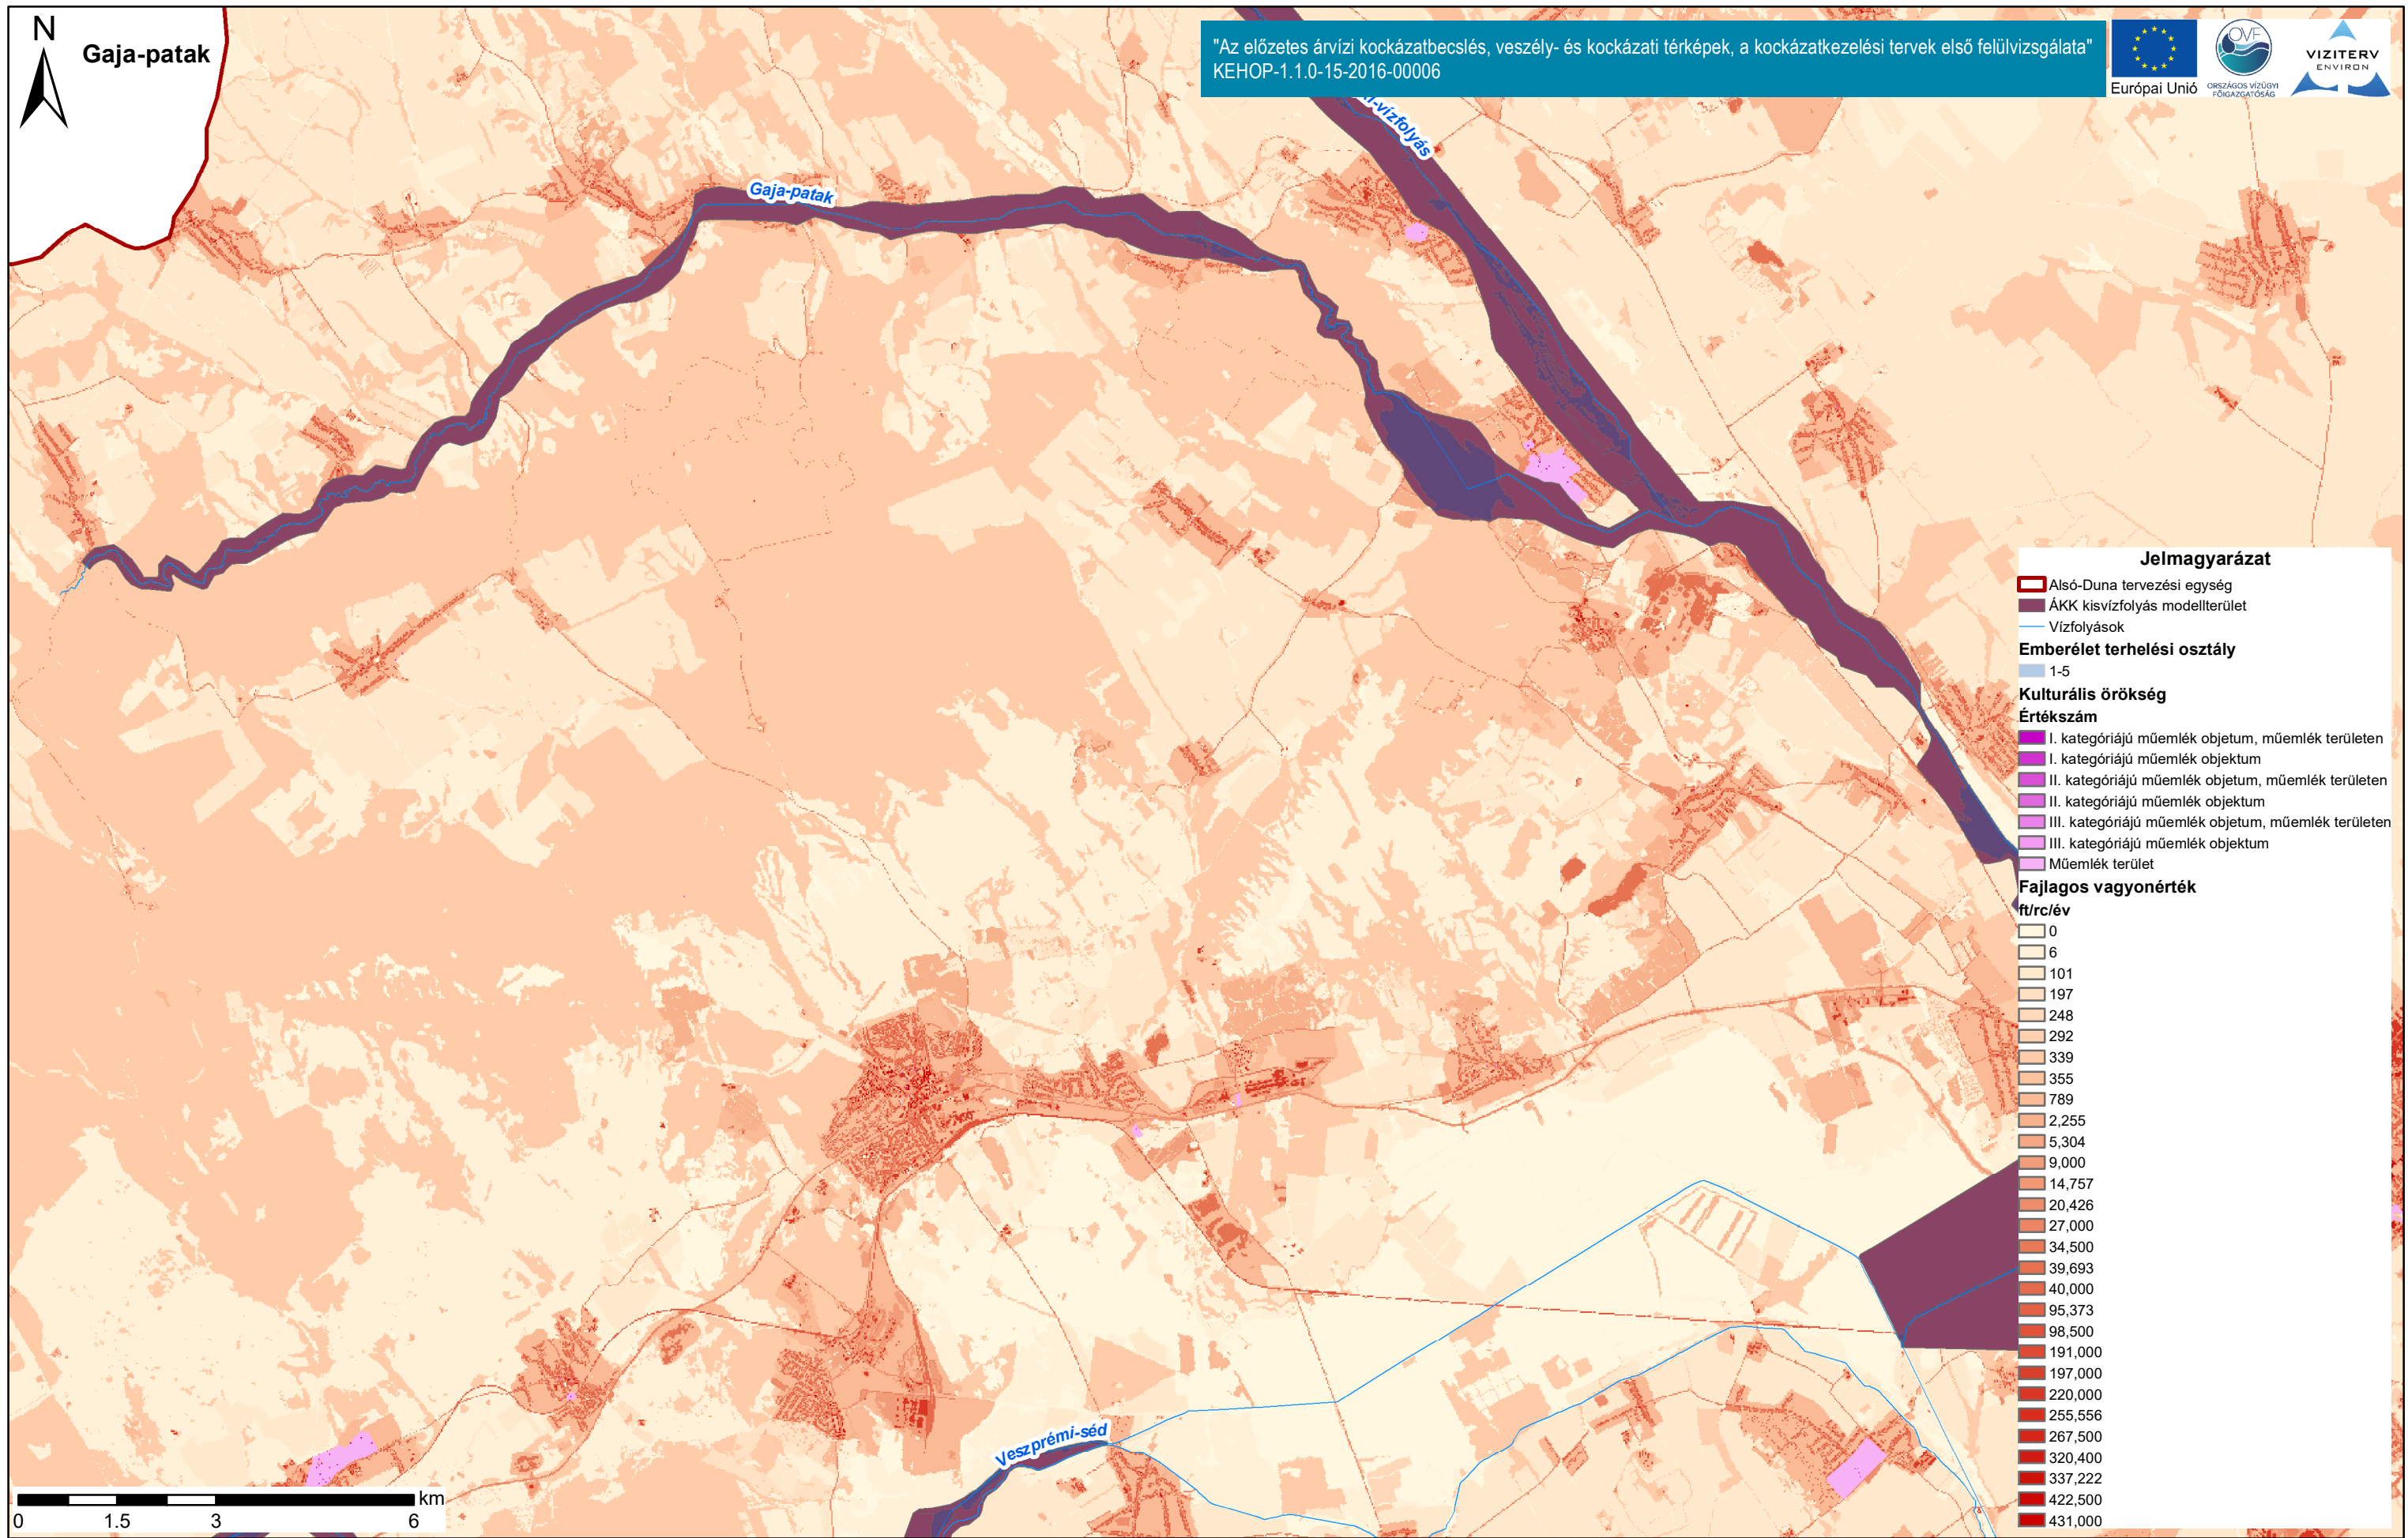 N
Gaja-patak
"Az előzetes árvízi kockázatbecslés, veszély- és kockázati térképek, a kockázatkezelési tervek első felülvizsgálata"
KEHOP-1.1.0-15-2016-00006
Európai Unió
OVF
ORSZÁGOS VÍZÜGYI
FŐIGAZGATÓSÁG
VIZITERV
ENVIRON
Gaja-patak
i-vízfolyás
Veszprémi-séd
Jelmagyarázat
Alsó-Duna tervezési egység
ÁKK kisvízfolyás modellterület
Vízfolyások
Emberélet terhelési osztály
1-5
Kulturális örökség
Értékszám
I. kategóriájú műemlék objetum, műemlék területen
I. kategóriájú műemlék objektum
II. kategóriájú műemlék objetum, műemlék területen
II. kategóriájú műemlék objektum
III. kategóriájú műemlék objetum, műemlék területen
III. kategóriájú műemlék objektum
Műemlék terület
Fajlagos vagyonérték
ft/rc/év
0
6
101
197
248
292
339
355
789
2,255
5,304
9,000
14,757
20,426
27,000
34,500
39,693
40,000
95,373
98,500
191,000
197,000
220,000
255,556
267,500
320,400
337,222
422,500
431,000
km
0 1.5 3 6